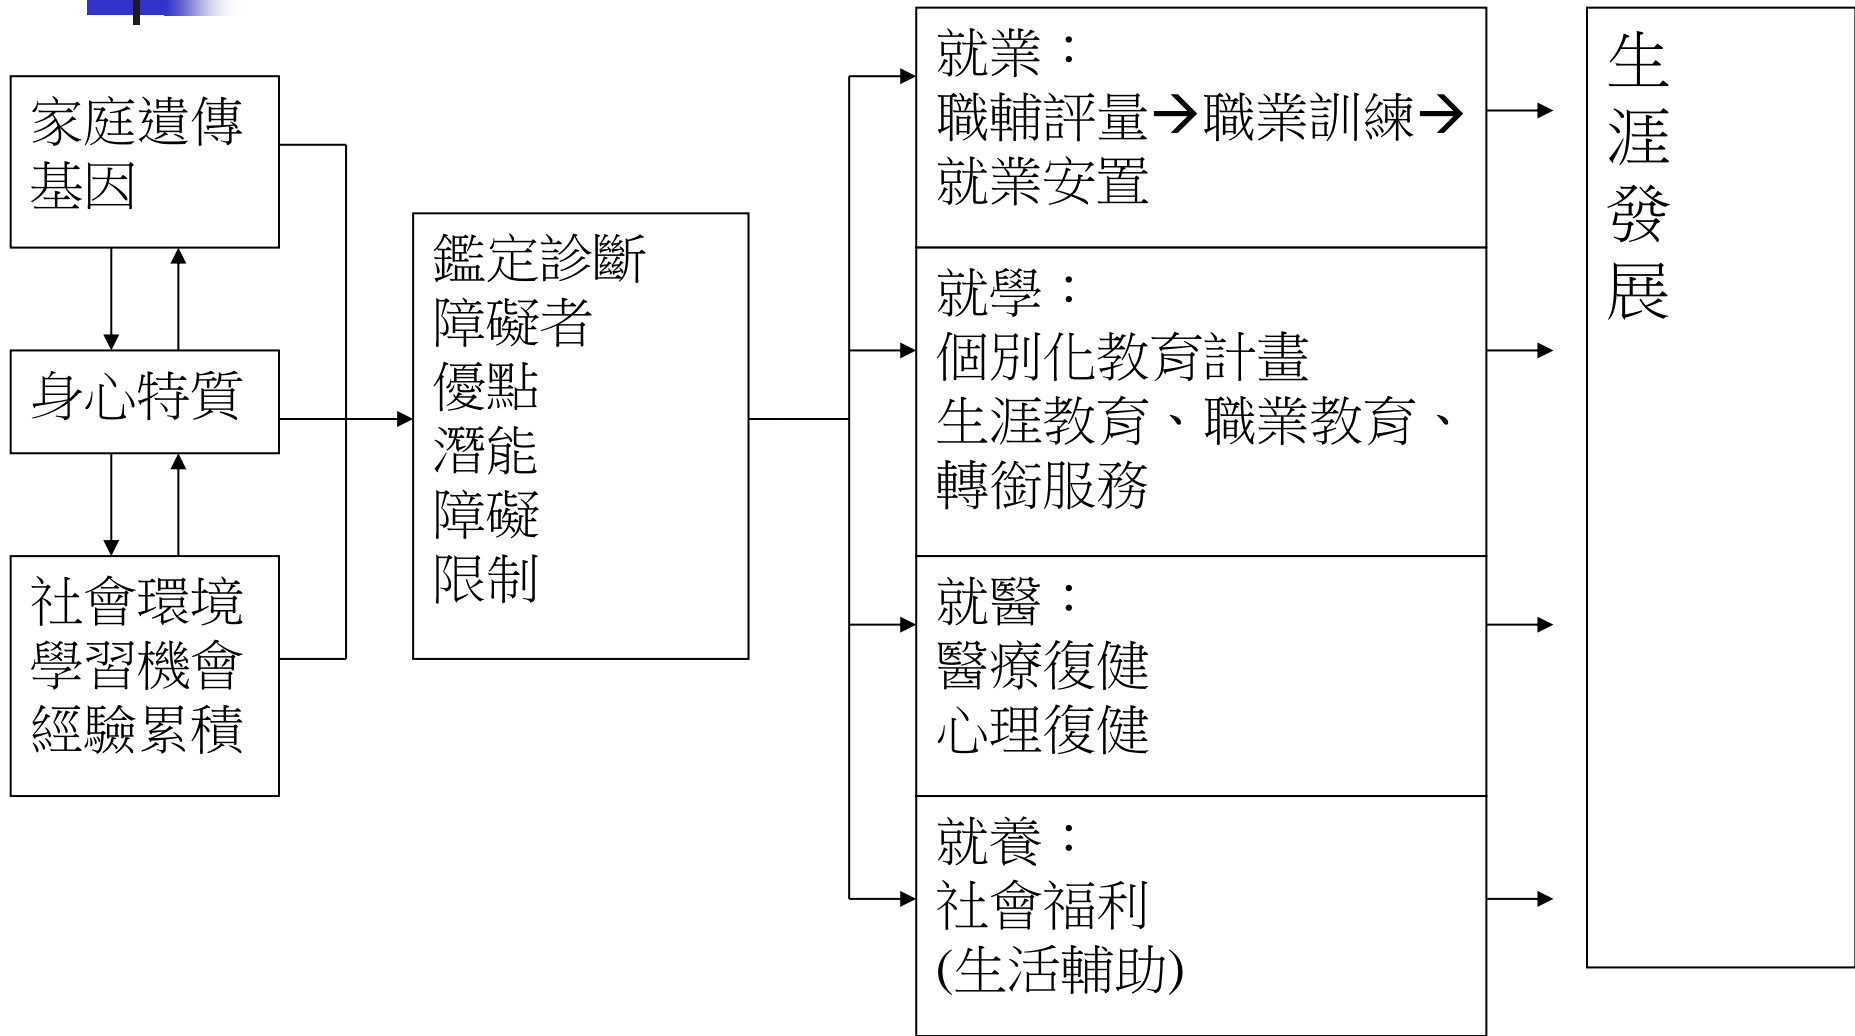 家庭遺傳
基因
身心特質
社會環境
學習機會
經驗累積
鑑定診斷
障礙者
優點
潛能
障礙
限制
就業：
職輔評量→職業訓練→
就業安置
就學：
個別化教育計畫
生涯教育、職業教育、
轉銜服務
就醫：
醫療復健
心理復健
就養：
社會福利
(生活輔助)
生
涯
發
展